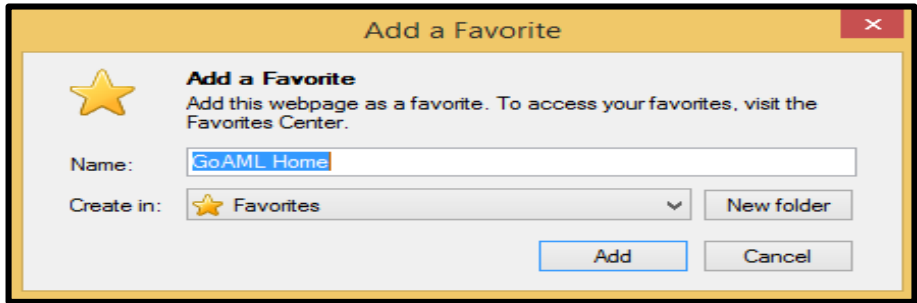 Add a Favorite
Add a Favorite
Add this webpage as a favorite. To access your favorites, visit the
Favorites Center.
Name: GoAML Home
Create in: Favorites New folder
Add Cancel